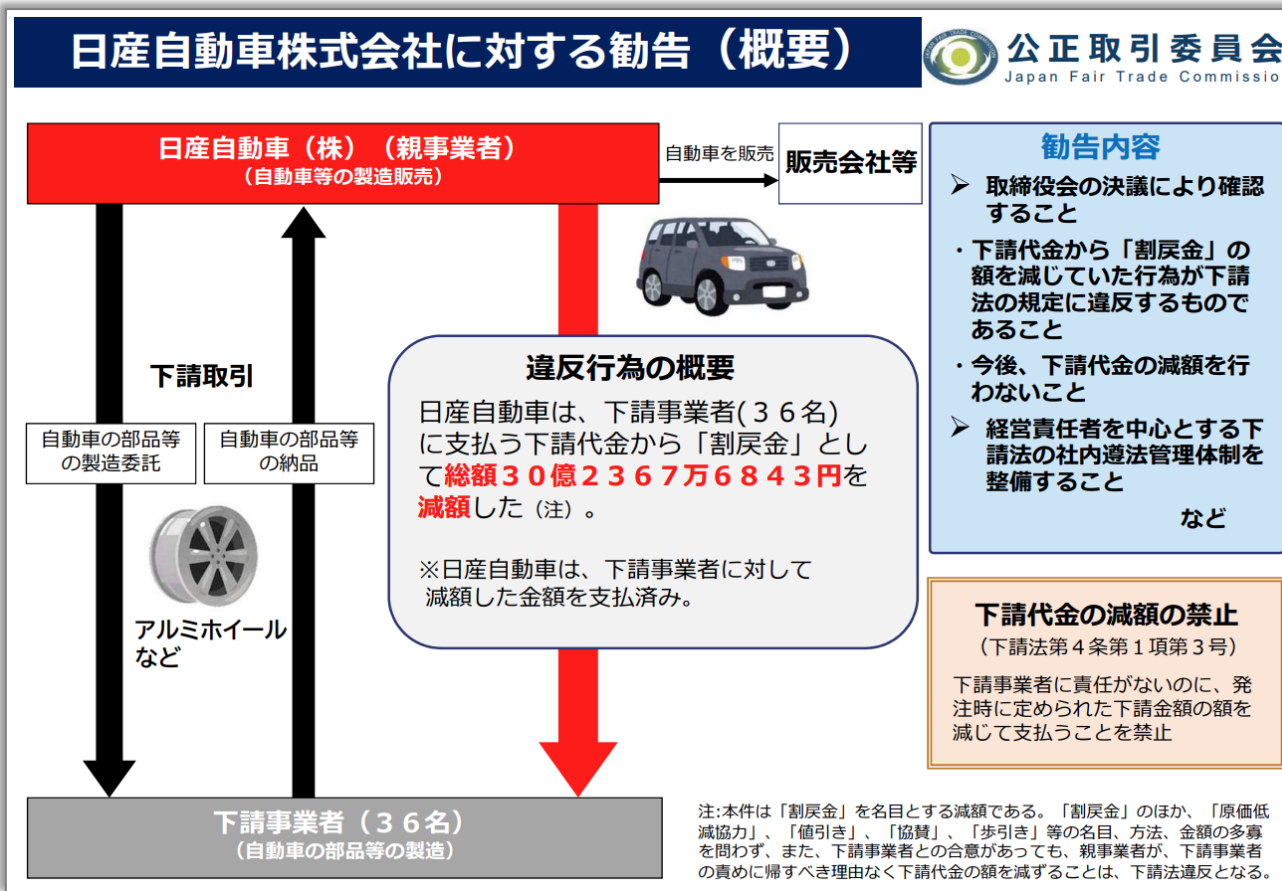 日産自動車株式会社に対する勧告（概要）
公正取引委員会
Japan Fair Trade Commissio
日産自動車（株）（親事業者）
（自動車等の製造販売）
自動車を販売
販売会社等
下請取引
自動車の部品等
の製造委託
自動車の部品等
の納品
アルミホイール
など
違反行為の概要
日産自動車は、下請事業者(３６名)
に支払う下請代金から「割戻金」とし
て総額３０億２３６７万６８４３円を
減額した（注）。
※日産自動車は、下請事業者に対して
減額した金額を支払済み。
下請事業者（３６名）
（自動車の部品等の製造）
勧告内容
➢ 取締役会の決議により確認
すること
・下請代金から「割戻金」の
額を減じていた行為が下請
法の規定に違反するもので
あること
・今後、下請代金の減額を行
わないこと
➢ 経営責任者を中心とする下
請法の社内遵法管理体制を
整備すること
など
下請代金の減額の禁止
（下請法第４条第１項第３号）
下請事業者に責任がないのに、発
注時に定められた下請金額の額を
減じて支払うことを禁止
注:本件は「割戻金」を名目とする減額である。「割戻金」のほか、「原価低
減協力」、「値引き」、「協賛」、「歩引き」等の名目、方法、金額の多寡
を問わず、また、下請事業者との合意があっても、親事業者が、下請事業者
の責めに帰すべき理由なく下請代金の額を減ずることは、下請法違反となる。